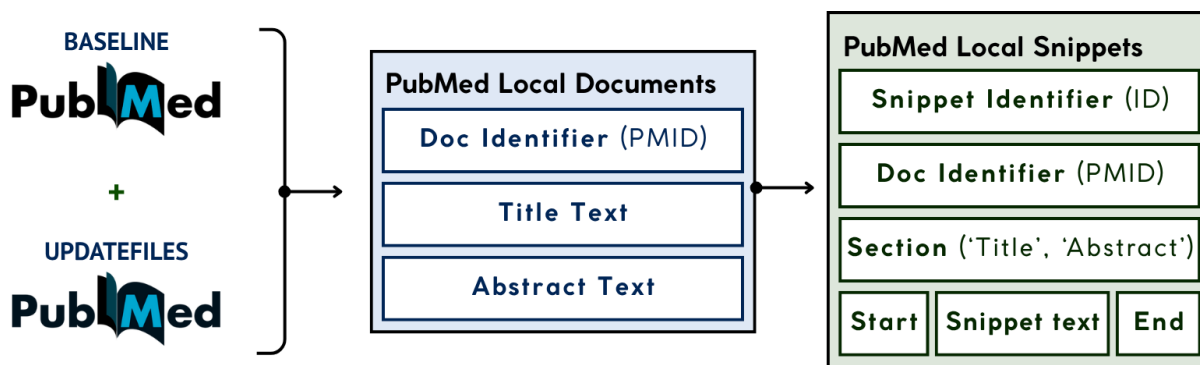 BASELINE
PubMed
+
UPDATEFILES
PubMed
PubMed Local Documents
Doc Identifier (PMID)
Title Text
Abstract Text
PubMed Local Snippets
Snippet Identifier (ID)
Doc Identifier (PMID)
Section (‘Title’, ‘Abstract’)
Start
Snippet text
End